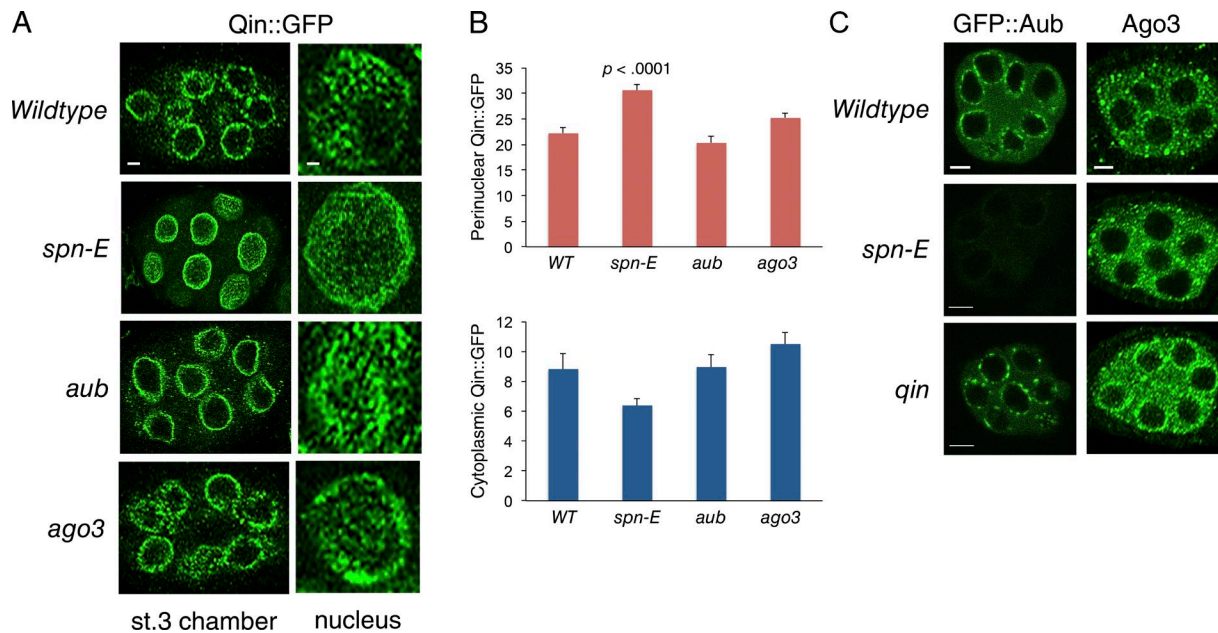 A
Qin::GFP
Wildtype
spn-E
aub
ago3
st.3 chamber
nucleus
B
p < .0001
Perinuclear Qin::GFP
35
30
25
20
15
10
5
0
WT
spn-E
aub
ago3
Cytoplasmic Qin::GFP
12
10
8
6
4
2
0
WT
spn-E
aub
ago3
C
GFP::Aub
Ago3
Wildtype
spn-E
qin